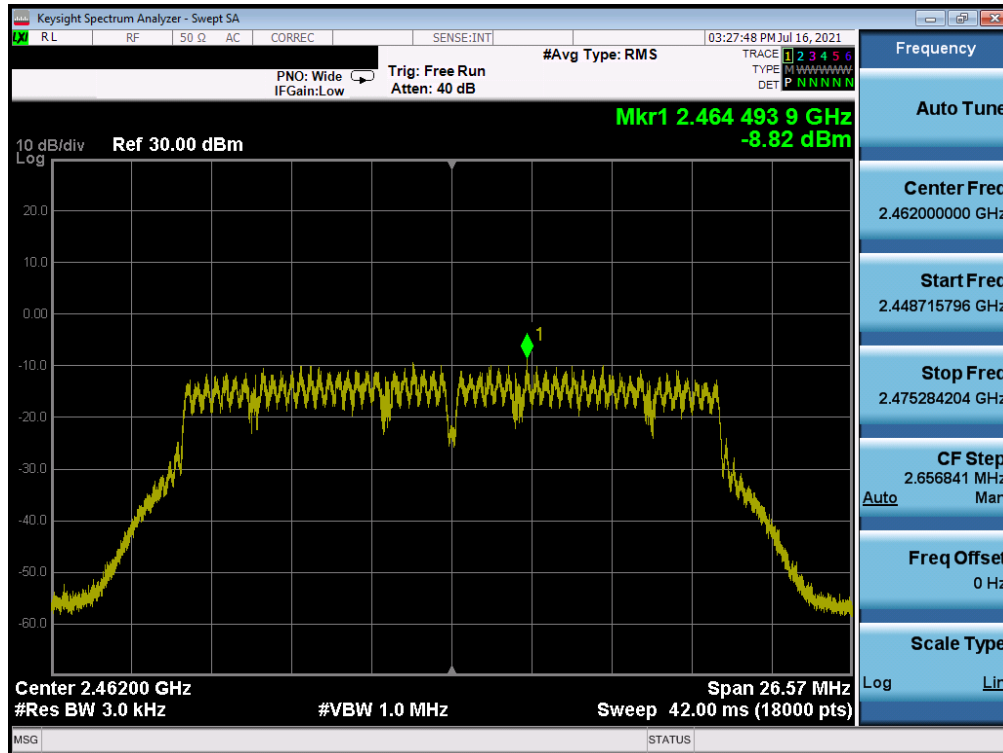 Keysight Spectrum Analyzer - Swept SA
LXI RL RF 50 Ω AC CORREC SENSE:INT 03:27:48 PM Jul 16, 2021
#Avg Type: RMS
TRACE 1 2 3 4 5 6
TYPE M W W W W W
DET P N N N N N
PNO: Wide
IFGain:Low
Trig: Free Run
Atten: 40 dB
Mkr1 2.464 493 9 GHz
-8.82 dBm
10 dB/div
Log
Ref 30.00 dBm
20.0
10.0
0.00
-10.0
-20.0
-30.0
-40.0
-50.0
-60.0
1
Center 2.46200 GHz
Span 26.57 MHz
#Res BW 3.0 kHz
#VBW 1.0 MHz
Sweep 42.00 ms (18000 pts)
MSG
STATUS
Frequency
Auto Tune
Center Freq
2.462000000 GHz
Start Freq
2.448715796 GHz
Stop Freq
2.475284204 GHz
CF Step
2.656841 MHz
Auto Man
Freq Offset
0 Hz
Scale Type
Log Lin